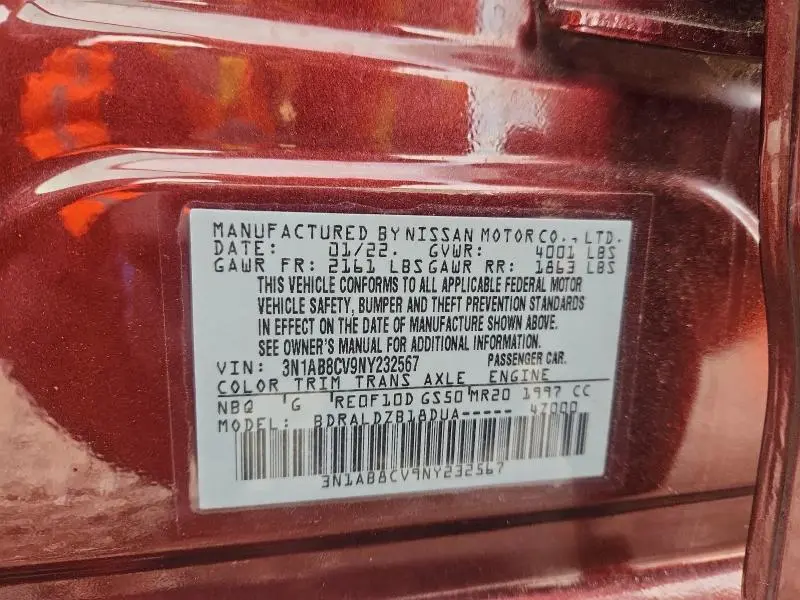 MANUFACTURED BY NISSAN MOTOR CO., LTD.
DATE: 01/22. GVWR: 4001 LBS
GAWR FR: 2161 LBS GAWR RR: 1863 LBS
THIS VEHICLE CONFORMS TO ALL APPLICABLE FEDERAL MOTOR
VEHICLE SAFETY, BUMPER AND THEFT PREVENTION STANDARDS
IN EFFECT ON THE DATE OF MANUFACTURE SHOWN ABOVE.
SEE OWNER'S MANUAL FOR ADDITIONAL INFORMATION.
VIN: 3N1AB8CV9NY232567 PASSENGER CAR.
COLOR TRIM TRANS AXLE ENGINE
NBQ G RE0F10D GS50 MR20 1997 CC
MODEL: BDRALDZB18DUA----- 47000
3N1AB8CV9NY232567